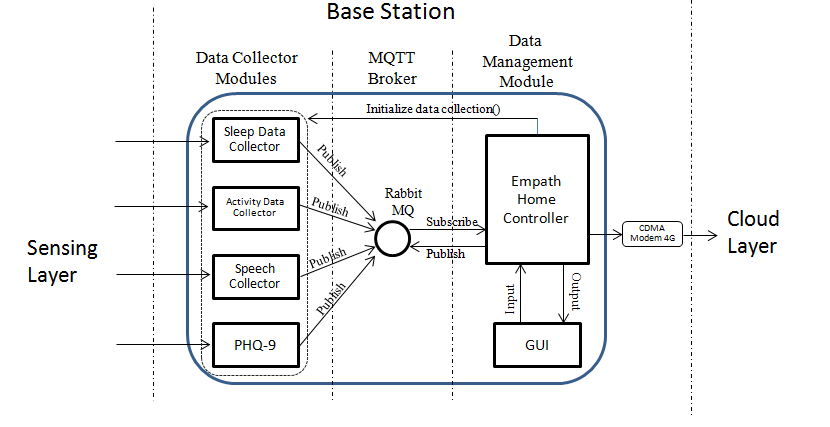 Base Station
Data Collector
Modules
MQTT
Broker
Data
Management
Module
Initialize data collection()
Sleep Data
Collector
Publish
Activity Data
Collector
Publish
Speech
Collector
Publish
PHQ-9
Publish
Rabbit
MQ
Subscribe
Publish
Empath
Home
Controller
Input
Output
GUI
CDMA
Modem 4G
Sensing
Layer
Cloud
Layer